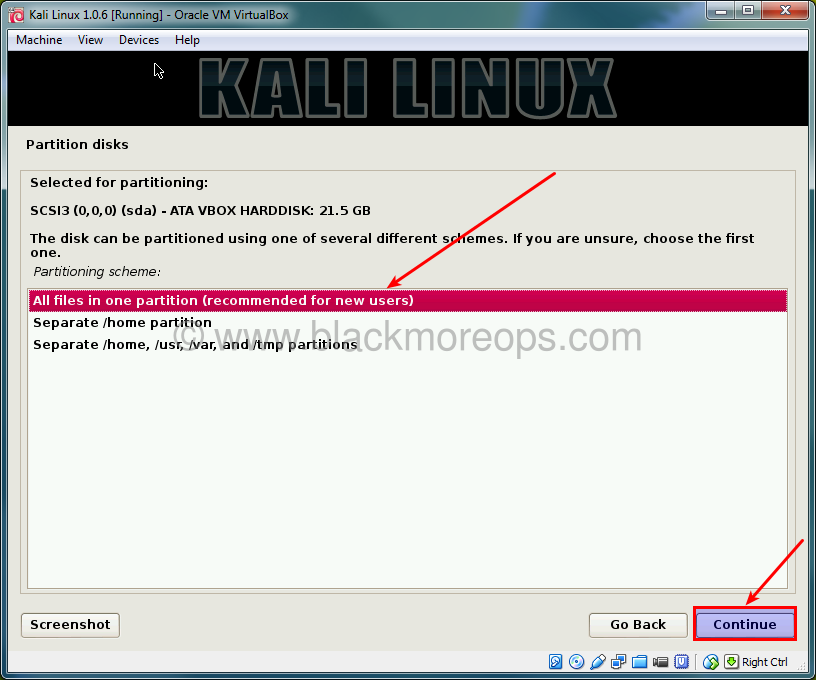 Kali Linux 1.0.6 [Running] - Oracle VM VirtualBox
Machine View Devices Help
KALI LINUX
Partition disks
Selected for partitioning:
SCSI3 (0,0,0) (sda) - ATA VBOX HARDDISK: 21.5 GB
The disk can be partitioned using one of several different schemes. If you are unsure, choose the first
one.
Partitioning scheme:
All files in one partition (recommended for new users)
Separate /home partition
© www.blackmoreops.com
Separate /home, /usr, /var, and /tmp partitions
Screenshot Go Back Continue
Right Ctrl